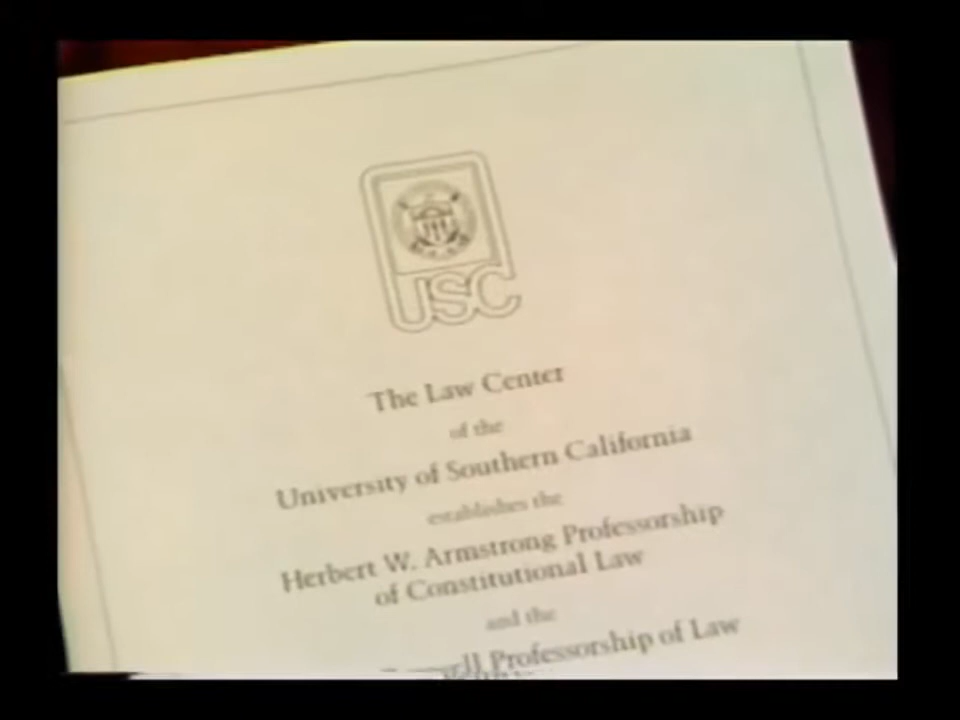 USC
The Law Center
of the
University of Southern California
establishes the
Herbert W. Armstrong Professorship
of Constitutional Law
and the
Professorship of Law